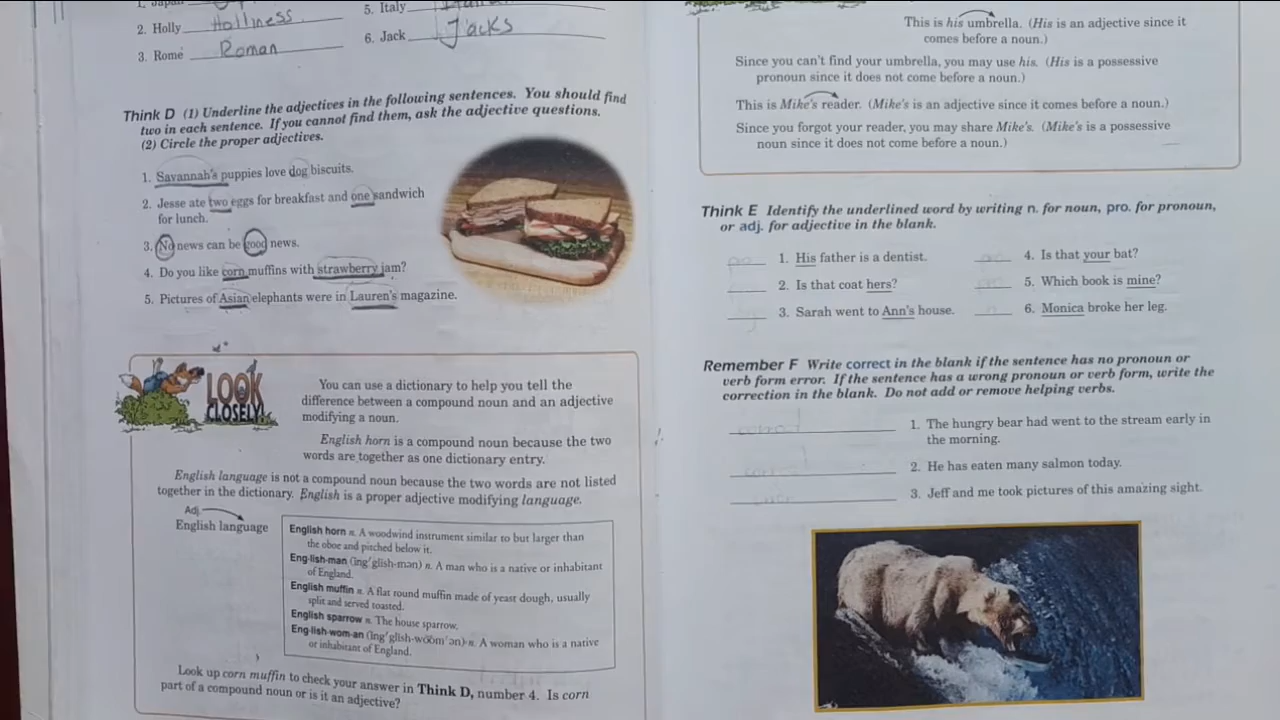 1. Japan
2. Holly Holliness
3. Rome Roman
5. Italy
6. Jack Jacks
Think D (1) Underline the adjectives in the following sentences. You should find
two in each sentence. If you cannot find them, ask the adjective questions.
(2) Circle the proper adjectives.
1. Savannah's puppies love dog biscuits.
2. Jesse ate two eggs for breakfast and one sandwich
for lunch.
3. No news can be good news.
4. Do you like corn muffins with strawberry jam?
5. Pictures of Asian elephants were in Lauren's magazine.
LOOK
CLOSELY!
You can use a dictionary to help you tell the
difference between a compound noun and an adjective
modifying a noun.
English horn is a compound noun because the two
words are together as one dictionary entry.
English language is not a compound noun because the two words are not listed
together in the dictionary. English is a proper adjective modifying language.
Adj.
English language
English horn n. A woodwind instrument similar to but larger than
the oboe and pitched below it.
Eng·lish·man (ĭng′glish-mən) n. A man who is a native or inhabitant
of England.
English muffin n. A flat round muffin made of yeast dough, usually
split and served toasted.
English sparrow n. The house sparrow.
Eng·lish·wom·an (ĭng′glish-wo͝om′ən) n. A woman who is a native
or inhabitant of England.
Look up corn muffin to check your answer in Think D, number 4. Is corn
part of a compound noun or is it an adjective?
This is his umbrella. (His is an adjective since it
comes before a noun.)
Since you can't find your umbrella, you may use his. (His is a possessive
pronoun since it does not come before a noun.)
This is Mike's reader. (Mike's is an adjective since it comes before a noun.)
Since you forgot your reader, you may share Mike's. (Mike's is a possessive
noun since it does not come before a noun.)
Think E Identify the underlined word by writing n. for noun, pro. for pronoun,
or adj. for adjective in the blank.
1. His father is a dentist.
2. Is that coat hers?
3. Sarah went to Ann's house.
4. Is that your bat?
5. Which book is mine?
6. Monica broke her leg.
Remember F Write correct in the blank if the sentence has no pronoun or
verb form error. If the sentence has a wrong pronoun or verb form, write the
correction in the blank. Do not add or remove helping verbs.
1. The hungry bear had went to the stream early in
the morning.
2. He has eaten many salmon today.
3. Jeff and me took pictures of this amazing sight.